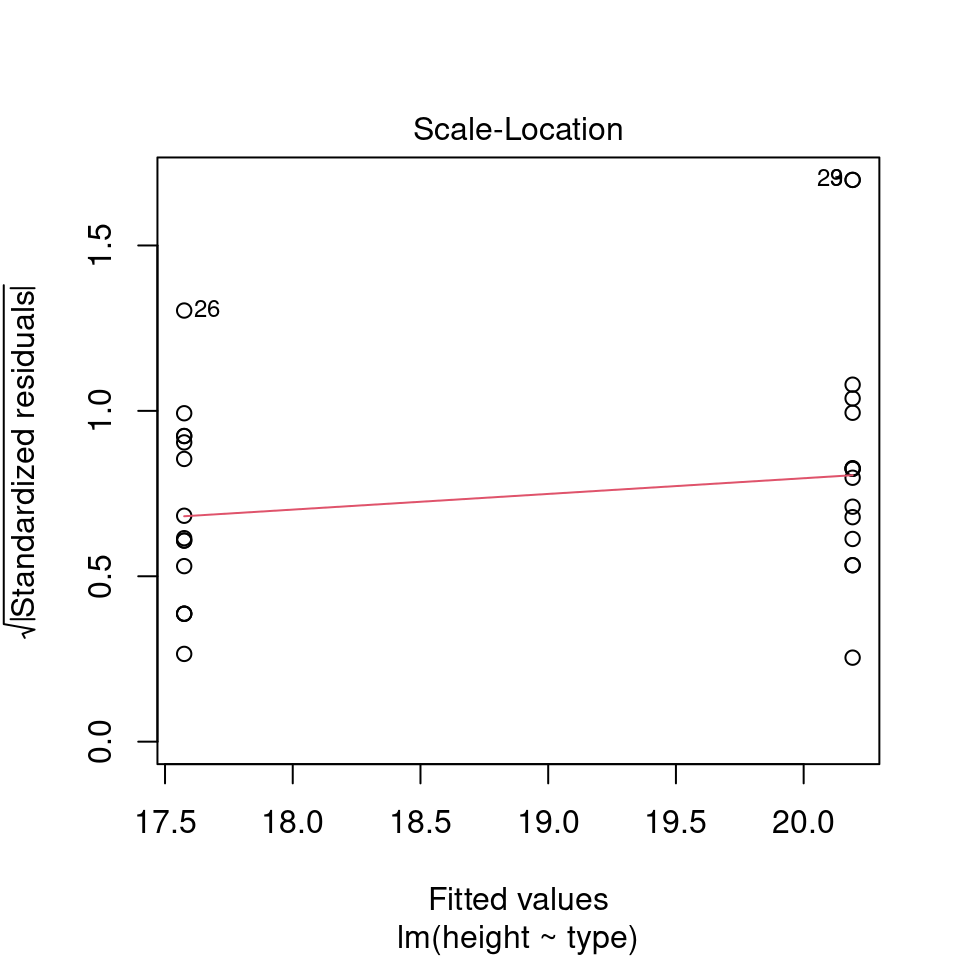 Scale-Location
√|Standardized residuals|
1.5
1.0
0.5
0.0
29
26
17.5 18.0 18.5 19.0 19.5 20.0
Fitted values
lm(height ~ type)